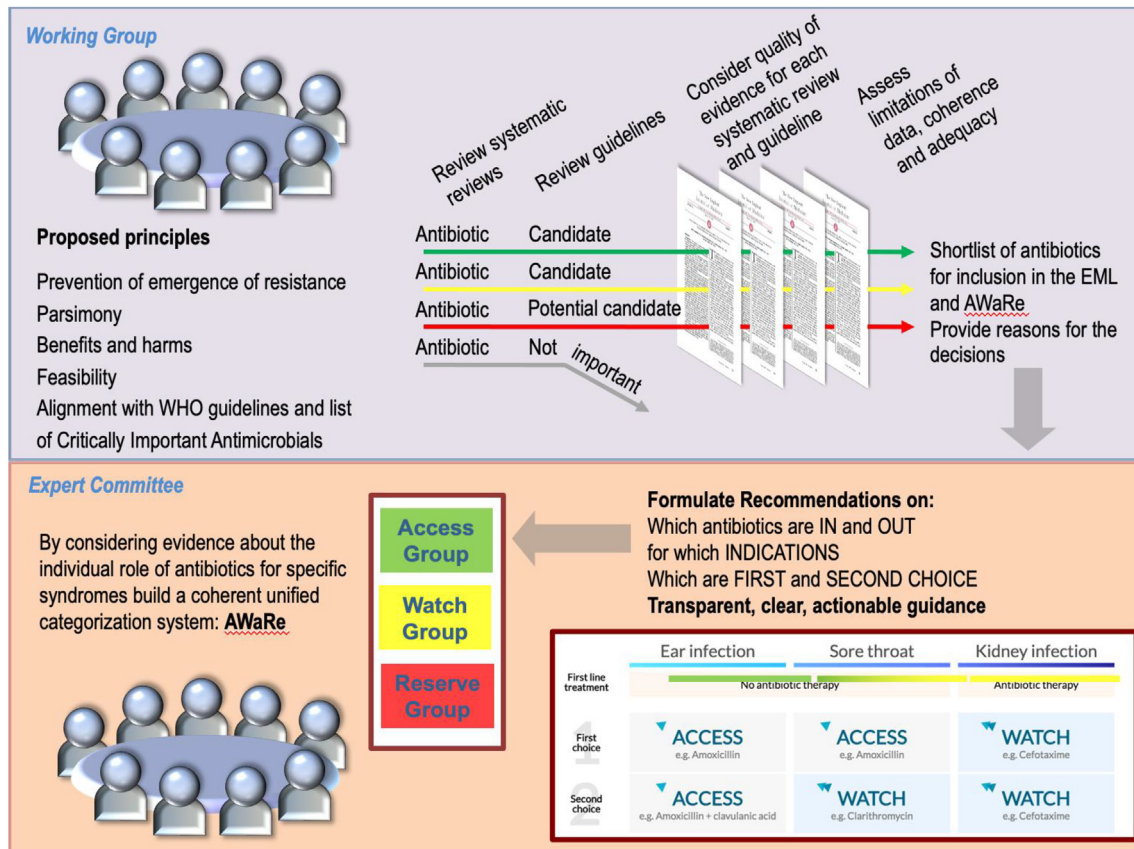 Working Group
Proposed principles
Prevention of emergence of resistance
Parsimony
Benefits and harms
Feasibility
Alignment with WHO guidelines and list
of Critically Important Antimicrobials
Review systematic
reviews
Review guidelines
Consider quality of
evidence for each
systematic review
and guideline
Assess
limitations of
data, coherence
and adequacy
Antibiotic Candidate
Antibiotic Candidate
Antibiotic Potential candidate
Antibiotic Not important
Shortlist of antibiotics
for inclusion in the EML
and AWaRe
Provide reasons for the
decisions
Expert Committee
By considering evidence about the
individual role of antibiotics for specific
syndromes build a coherent unified
categorization system: AWaRe
Access
Group
Watch
Group
Reserve
Group
Formulate Recommendations on:
Which antibiotics are IN and OUT
for which INDICATIONS
Which are FIRST and SECOND CHOICE
Transparent, clear, actionable guidance
Ear infection Sore throat Kidney infection
First line
treatment
No antibiotic therapy Antibiotic therapy
1
First
choice
ACCESS ACCESS WATCH
e.g. Amoxicillin e.g. Amoxicillin e.g. Cefotaxime
2
Second
choice
ACCESS WATCH WATCH
e.g. Amoxicillin + clavulanic acid e.g. Clarithromycin e.g. Cefotaxime